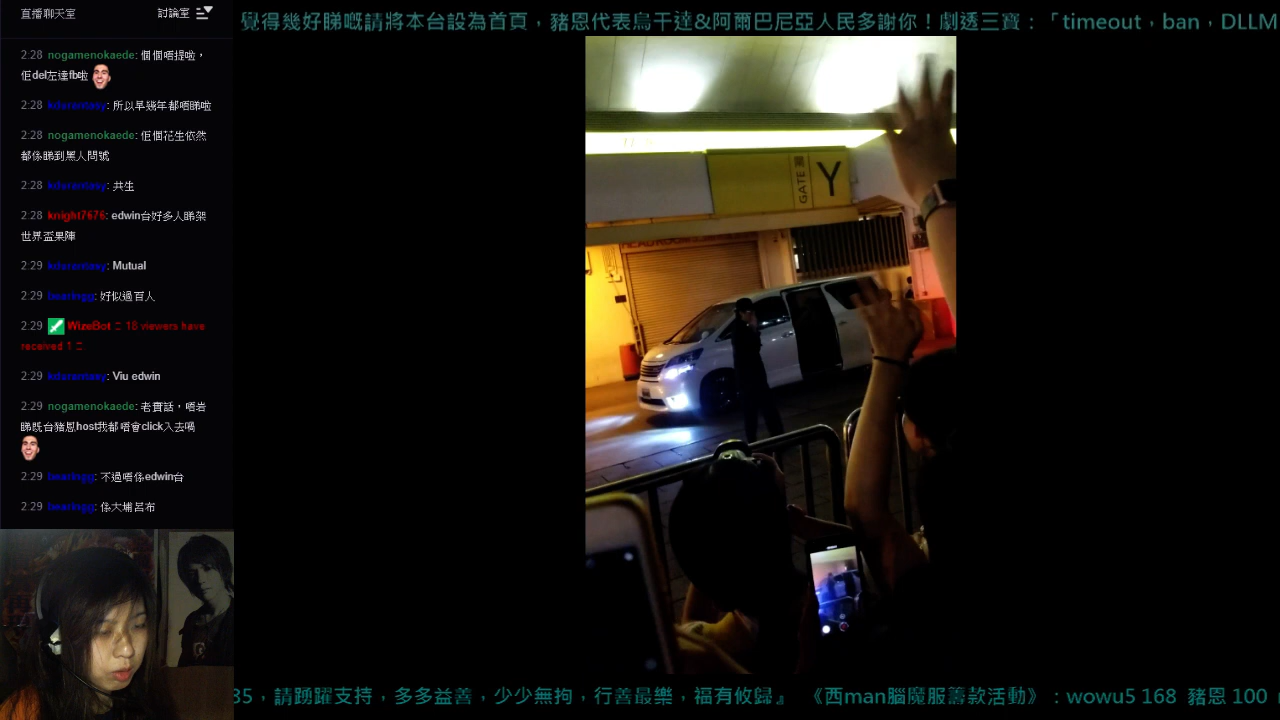 直播聊天室 討論室
覺得幾好睇嘅請將本台設為首頁,豬恩代表烏干達&阿爾巴尼亞人民多謝你!劇透三寶:「timeout,ban,DLLM
2:28 nogamenokaede: 個個唔捉啦,
佢del左達fb啦
2:28 所以早幾年都唔睇啦
2:28 nogamenokaede: 佢個花生依然
都係睇到黑人問號
2:28 共生
2:28 knight7676: edwin台好多人睇架
世界盃果陣
2:29 Mutual
2:29 bearingg: 好似過百人
2:29 WizeBot 18 viewers have
received 1
2:29 Viu edwin
2:29 nogamenokaede: 老實話,唔岩
睇既台豬恩host我都唔會click入去喎
2:29 bearingg: 不過唔係edwin台
2:29 bearingg: 係大埔呂布
GATE 閘 Y
HEADROOM
35,請踴躍支持,多多益善,少少無拘,行善最樂,福有攸歸』 《西man腦魔服籌款活動》:wowu5 168 豬恩 100